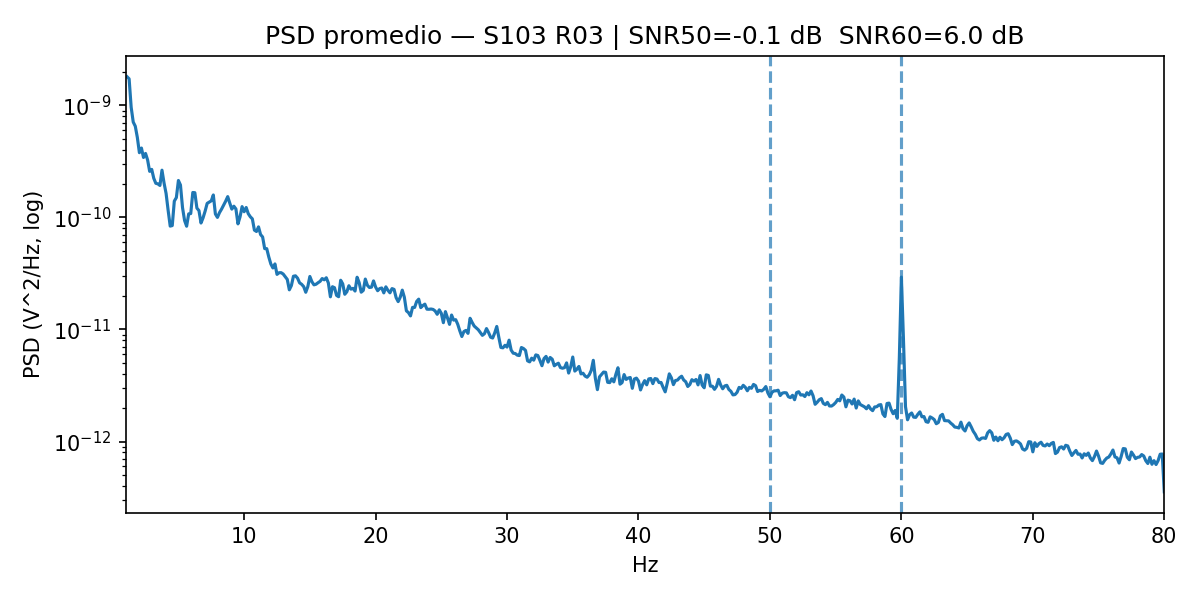 PSD promedio — S103 R03 | SNR50=-0.1 dB  SNR60=6.0 dB
PSD (V^2/Hz, log)
10⁻⁹
10⁻¹⁰
10⁻¹¹
10⁻¹²
10 20 30 40 50 60 70 80
Hz